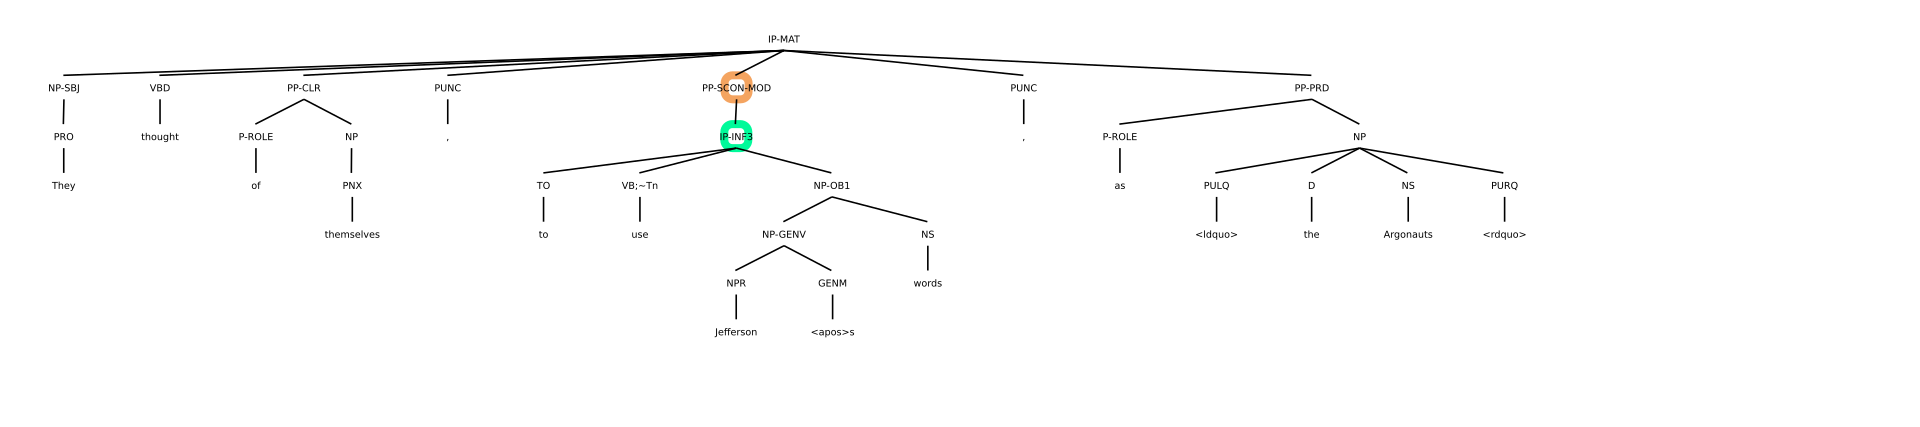 IP-MAT
NP-SBJ VBD PP-CLR PUNC PP-SCON-MOD PUNC PP-PRD
PRO thought P-ROLE NP , IP-INF3 , P-ROLE NP
They of PNX TO VB;~Tn NP-OB1 as PULQ D NS PURQ
themselves to use NP-GENV NS <ldquo> the Argonauts <rdquo>
NPR GENM words
Jefferson <apos>s